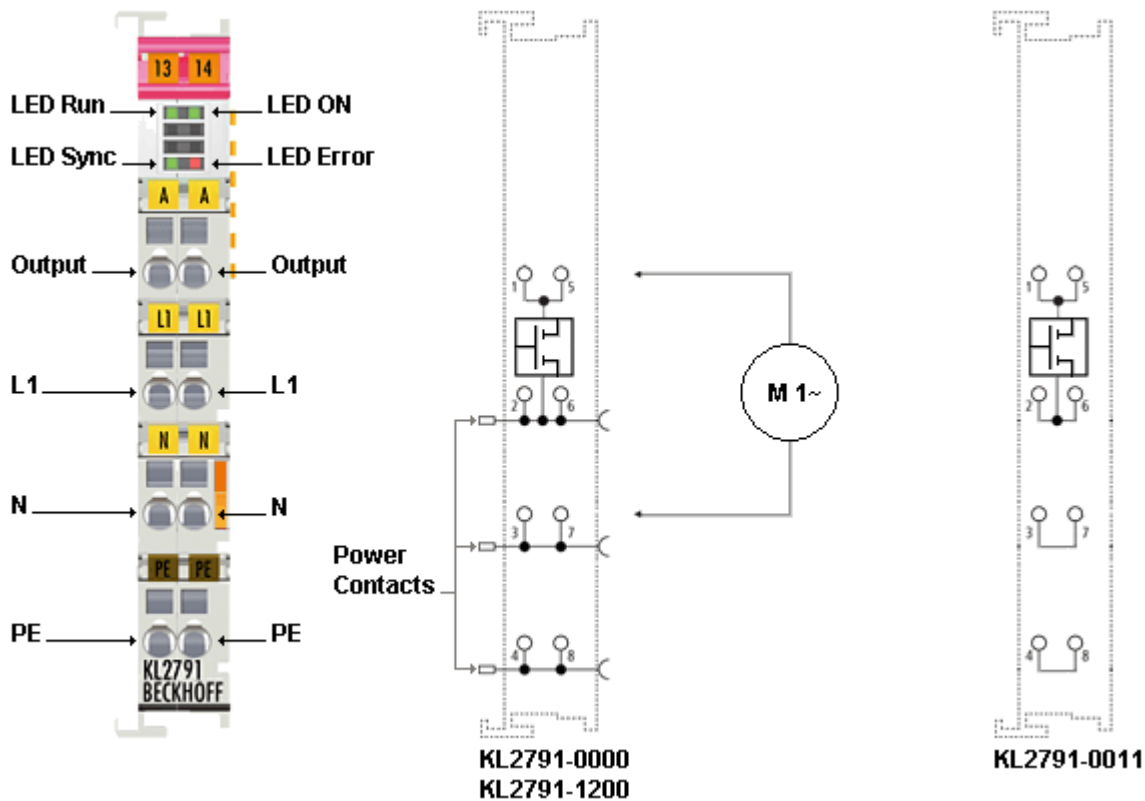 13 14
LED Run
LED ON
LED Sync
LED Error
A A
Output
Output
L1 L1
L1
L1
N N
N
N
PE PE
PE
PE
KL2791
BECKHOFF
1 5
2 6
3 7
4 8
Power
Contacts
M 1~
KL2791-0000
KL2791-1200
1 5
2 6
3 7
4 8
KL2791-0011